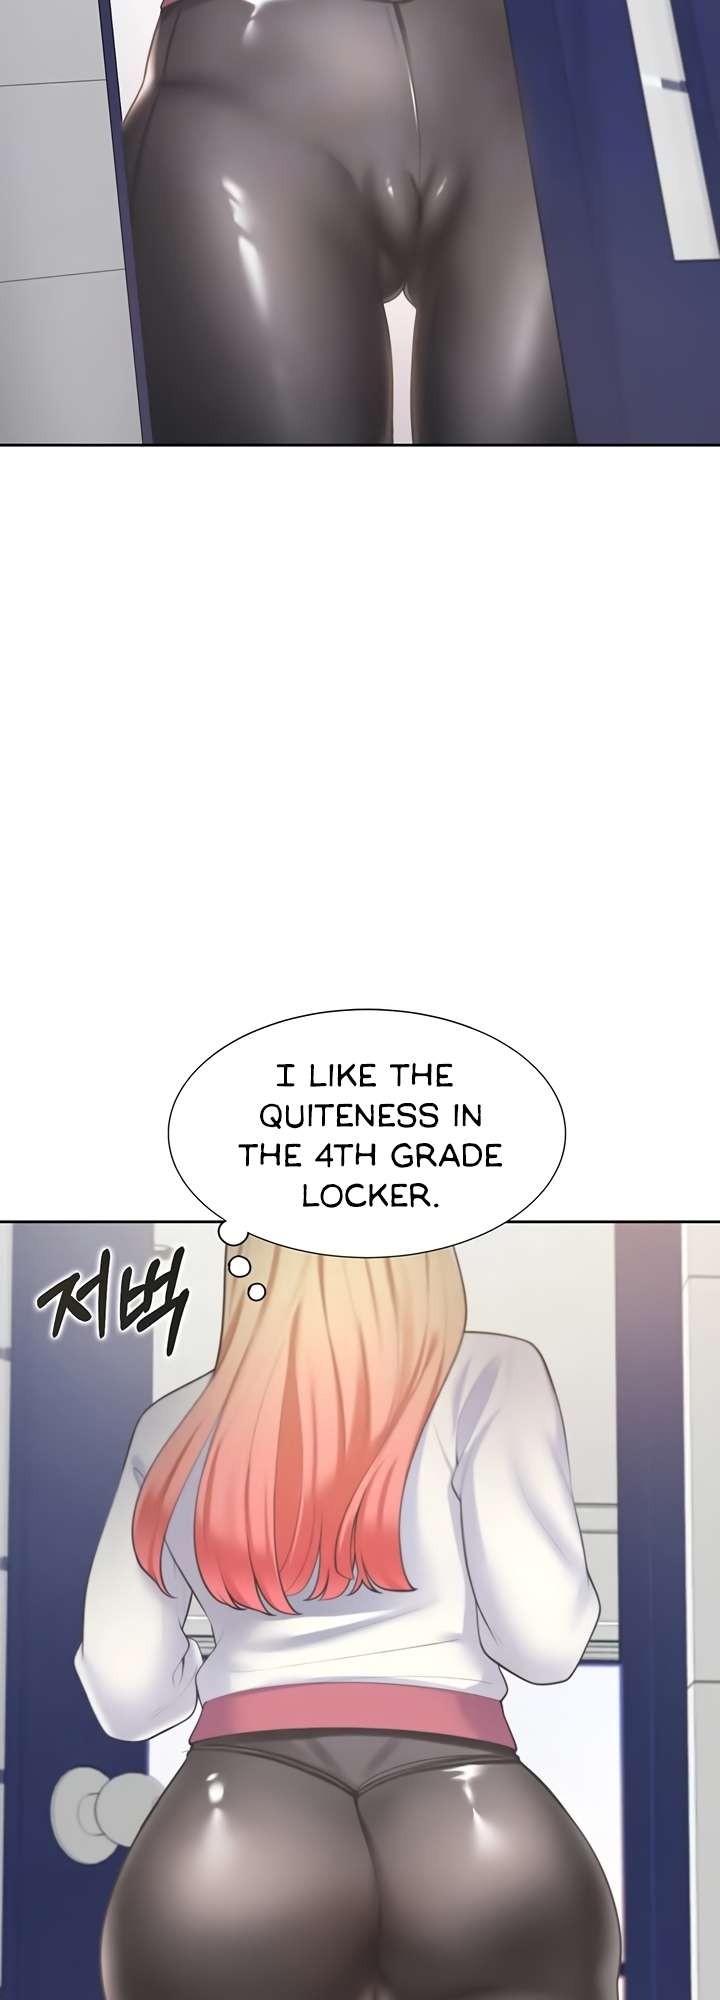 I LIKE THE
QUITENESS IN
THE 4TH GRADE
LOCKER.
저벅